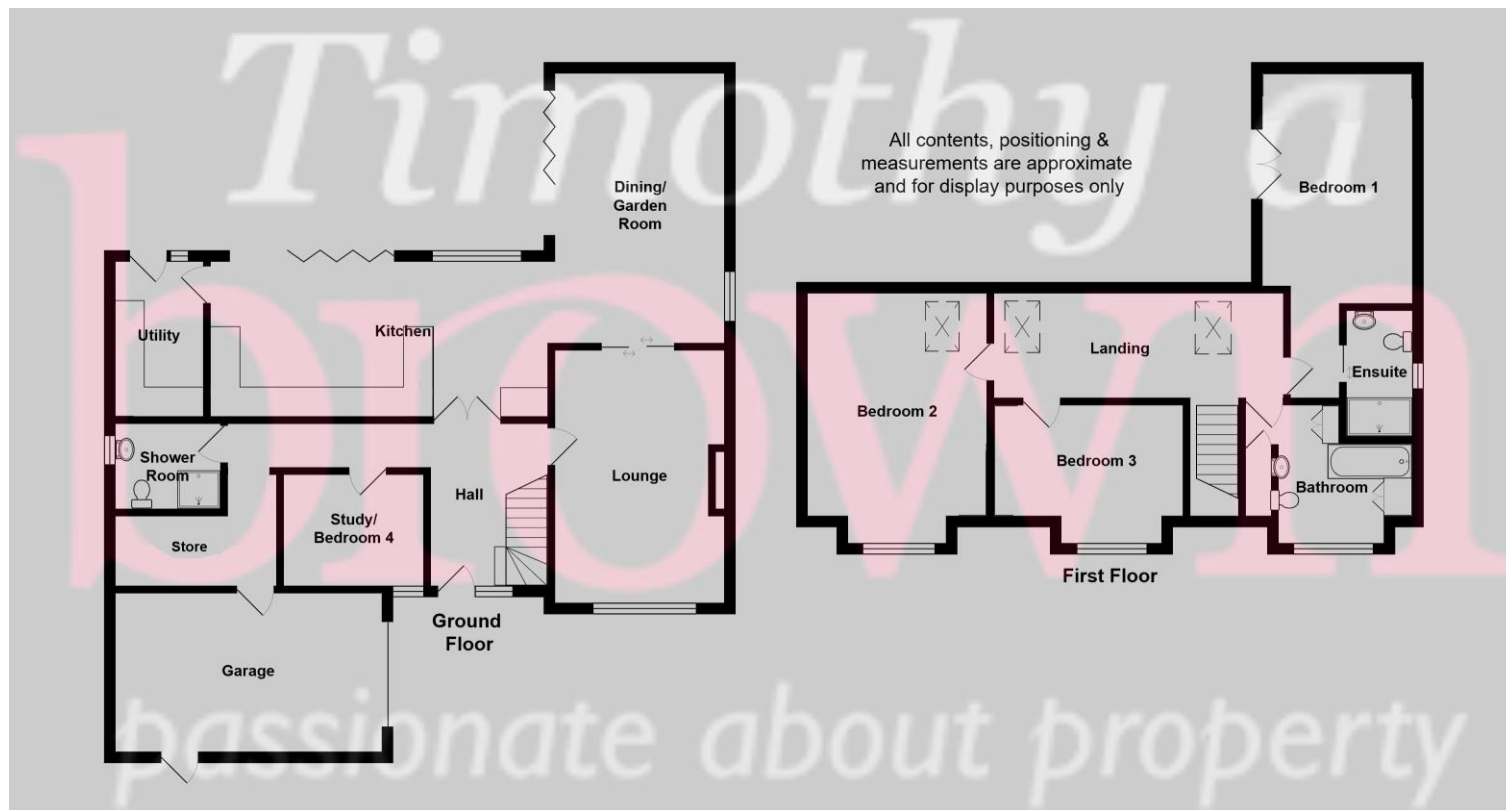 Timothy a
brown
passionate about property
All contents, positioning &
measurements are approximate
and for display purposes only
Dining/
Garden
Room
Utility
Kitchen
Shower
Room
Lounge
Hall
Study/
Bedroom 4
Store
Garage
Ground
Floor
Bedroom 1
Landing
Ensuite
Bedroom 2
Bedroom 3
Bathroom
First Floor